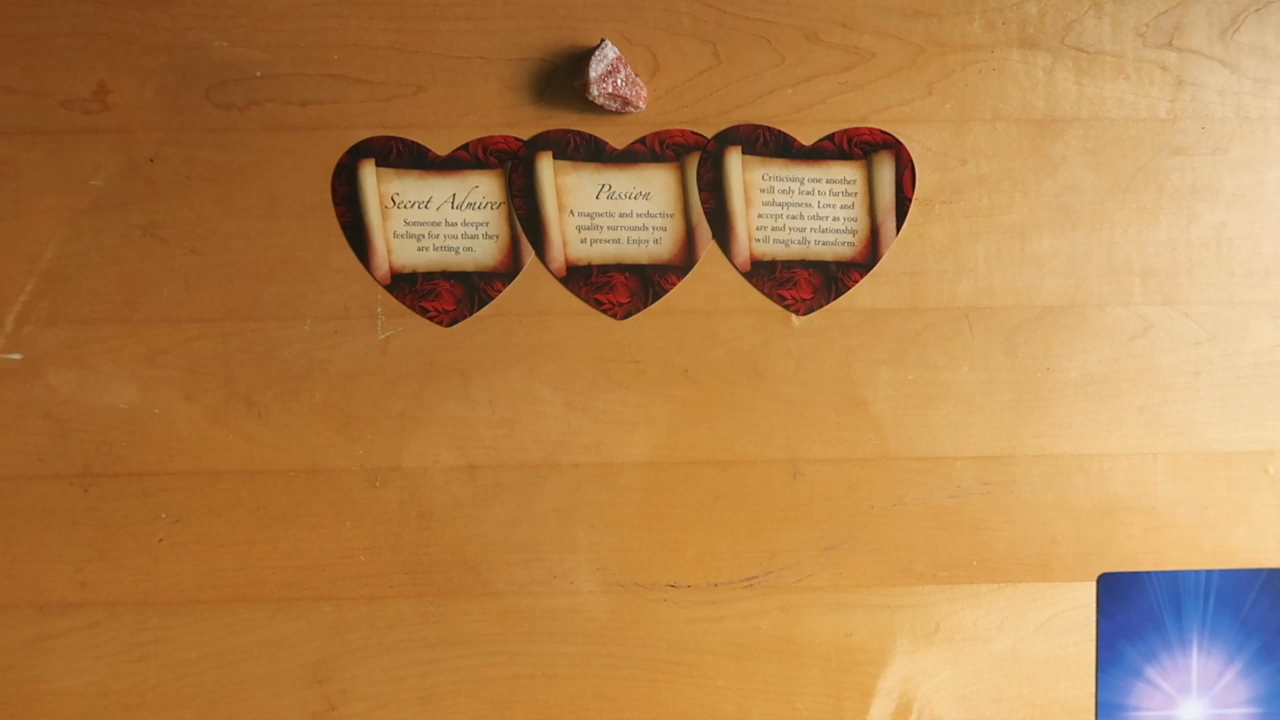 Secret Admirer
Someone has deeper
feelings for you than they
are letting on.
Passion
A magnetic and seductive
quality surrounds you
at present. Enjoy it!
Criticising one another
will only lead to further
unhappiness. Love and
accept each other as you
are and your relationship
will magically transform.